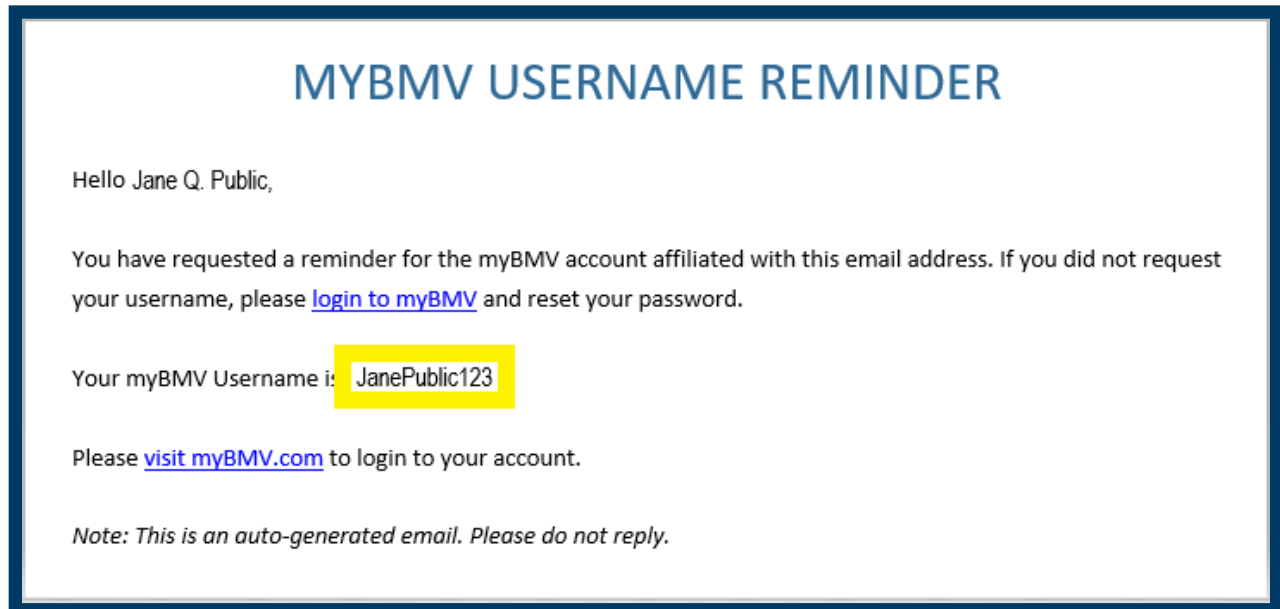 MYBMV USERNAME REMINDER
Hello Jane Q. Public,
You have requested a reminder for the myBMV account affiliated with this email address. If you did not request
your username, please login to myBMV and reset your password.
Your myBMV Username is JanePublic123
Please visit myBMV.com to login to your account.
Note: This is an auto-generated email. Please do not reply.